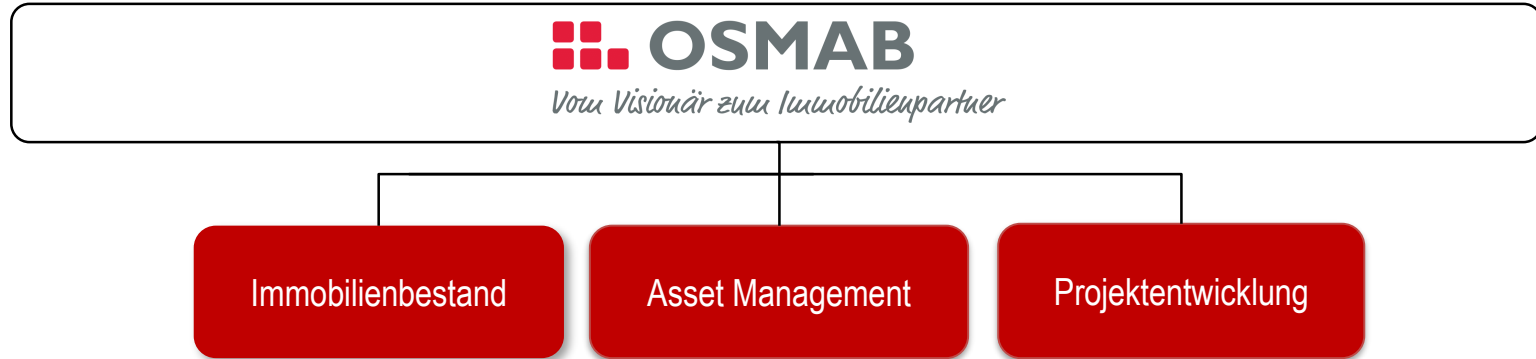 OSMAB
Vom Visionär zum Immobilienpartner
Immobilienbestand
Asset Management
Projektentwicklung